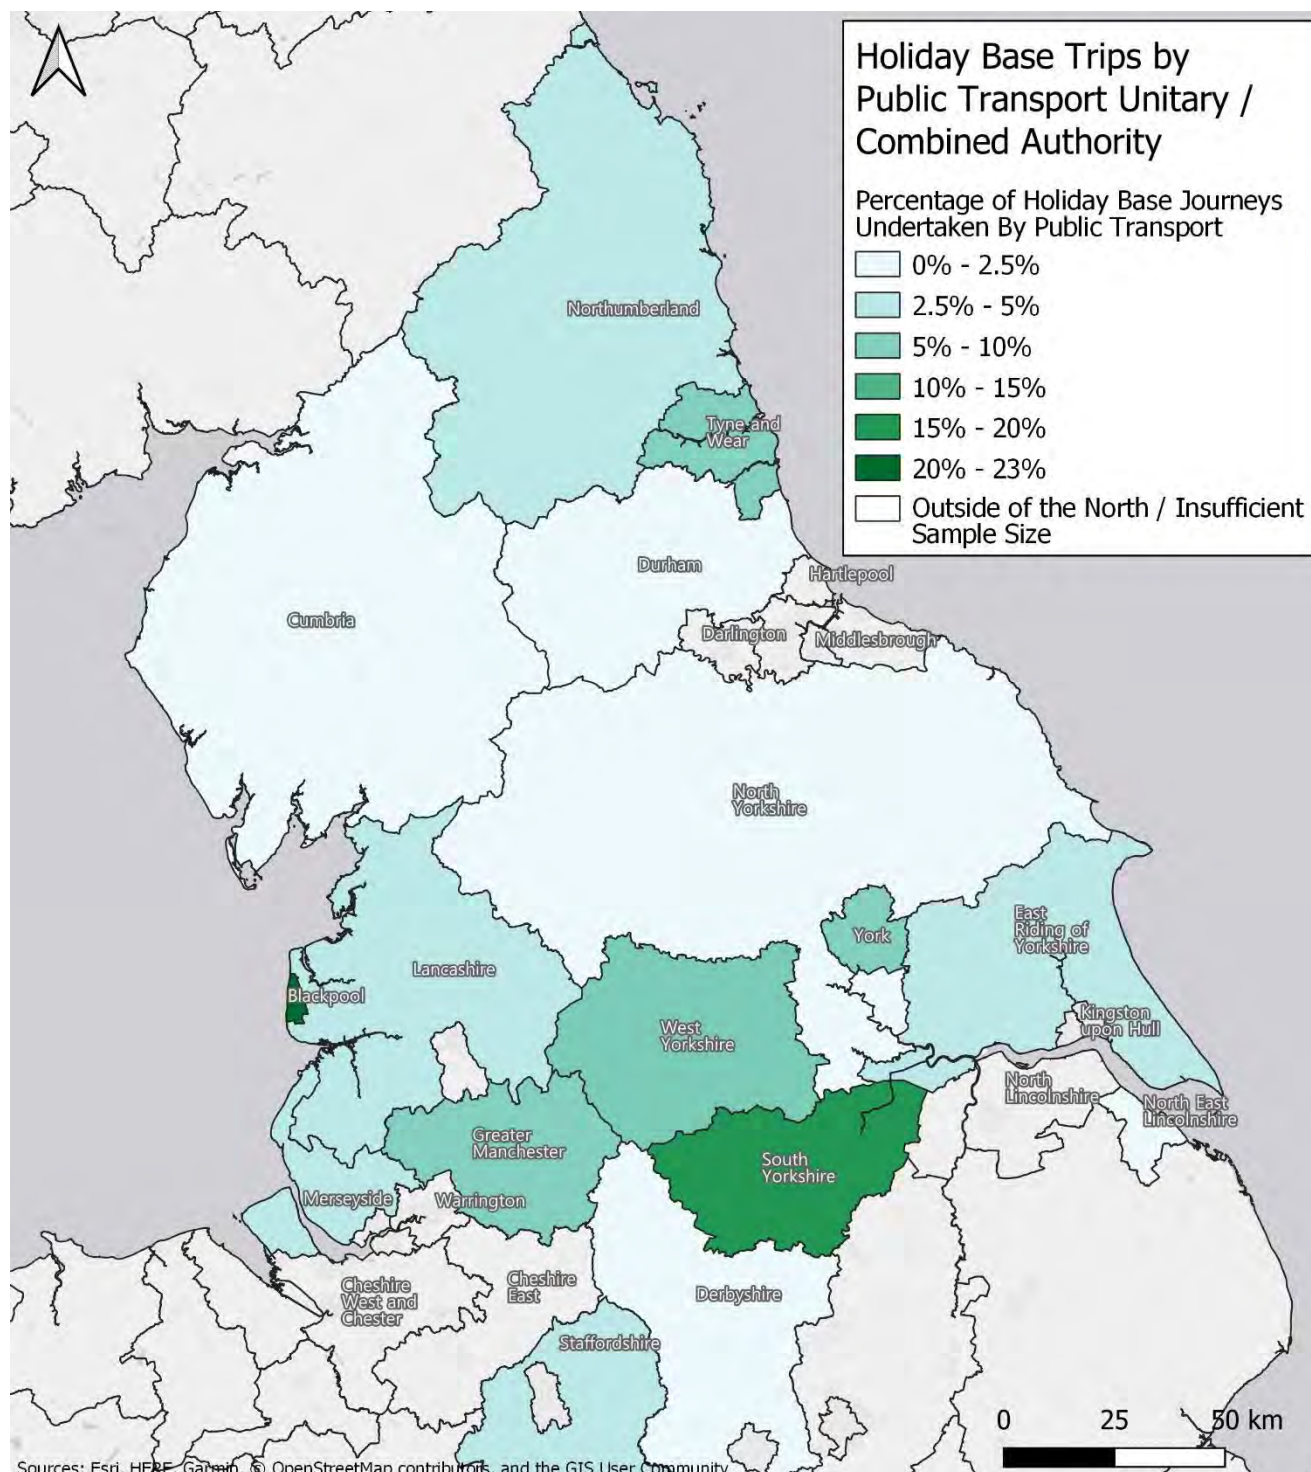 Holiday Base Trips by
Public Transport Unitary /
Combined Authority
Percentage of Holiday Base Journeys
Undertaken By Public Transport
0% - 2.5%
2.5% - 5%
5% - 10%
10% - 15%
15% - 20%
20% - 23%
Outside of the North / Insufficient
Sample Size
Northumberland
Tyne and
Wear
Durham
Hartlepool
Darlington
Middlesbrough
Cumbria
North
Yorkshire
York
East
Riding of
Yorkshire
Lancashire
Blackpool
West
Yorkshire
Kingston
upon Hull
North
Lincolnshire
North East
Lincolnshire
Greater
Manchester
South
Yorkshire
Merseyside
Warrington
Cheshire
West and
Chester
Cheshire
East
Derbyshire
Staffordshire
0 25 50 km
Sources: Esri, HERE, Garmin, © OpenStreetMap contributors, and the GIS User Community